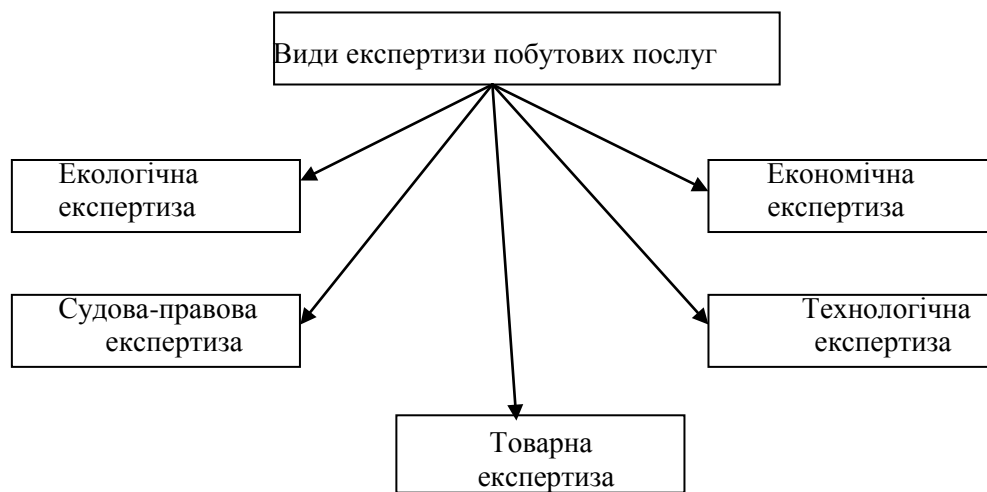 Види експертизи побутових послуг
Екологічна
експертиза
Економічна
експертиза
Судова-правова
експертиза
Технологічна
експертиза
Товарна
експертиза